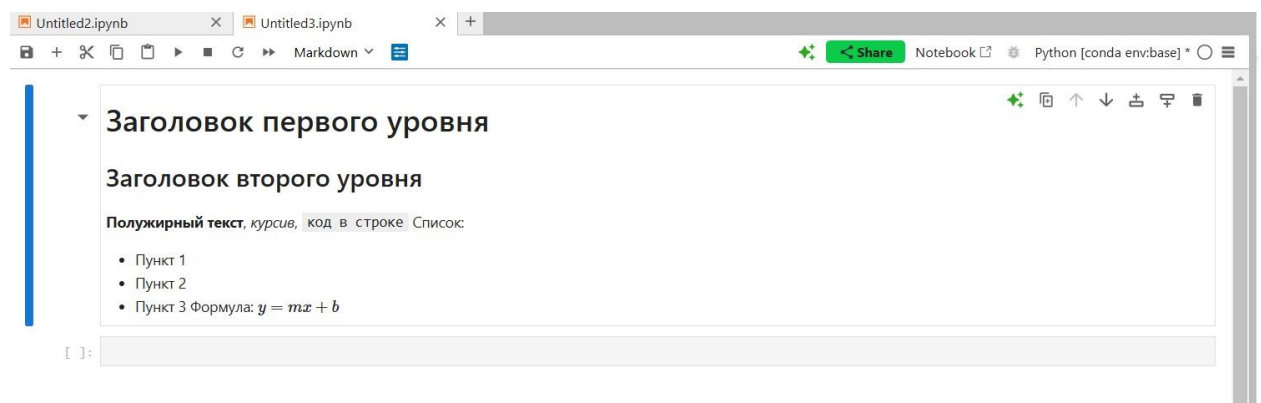 Untitled2.ipynb Untitled3.ipynb
Markdown Share Notebook Python [conda env:base] *
Заголовок первого уровня
Заголовок второго уровня
Полужирный текст, курсив, код в строке Список:
• Пункт 1
• Пункт 2
• Пункт 3 Формула: y = mx + b
[ ]: